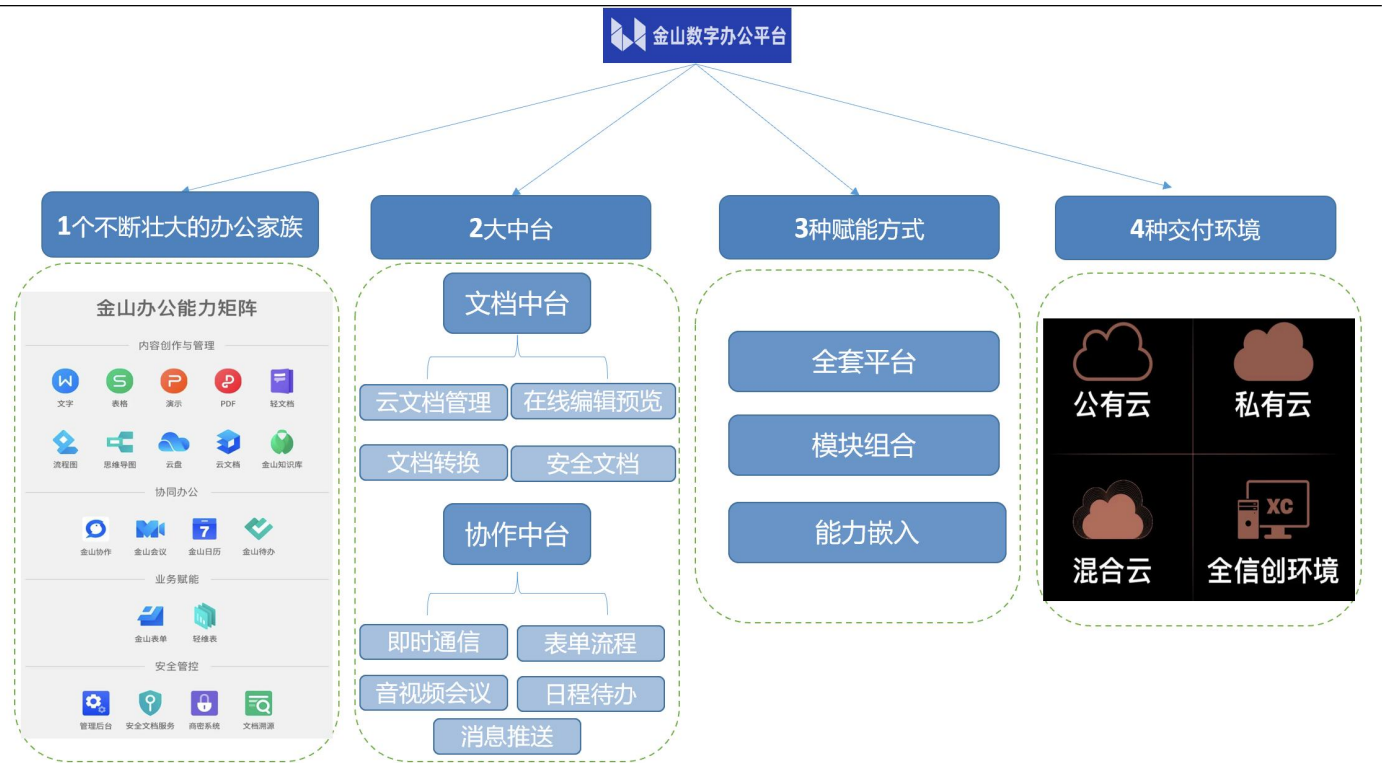 金山数字办公平台
1个不断壮大的办公家族
2大中台
3种赋能方式
4种交付环境
金山办公能力矩阵
内容创作与管理
文字 表格 演示 PDF 轻文档
流程图 思维导图 云盘 云文档 金山知识库
协同办公
金山协作 金山会议 7 金山日历 金山待办
业务赋能
金山表单 轻维表
安全管控
管理后台 安全文档服务 商密系统 文档溯源
文档中台
云文档管理 在线编辑预览
文档转换 安全文档
协作中台
即时通信 表单流程
音视频会议 日程待办
消息推送
全套平台
模块组合
能力嵌入
公有云 私有云
XC
混合云 全信创环境